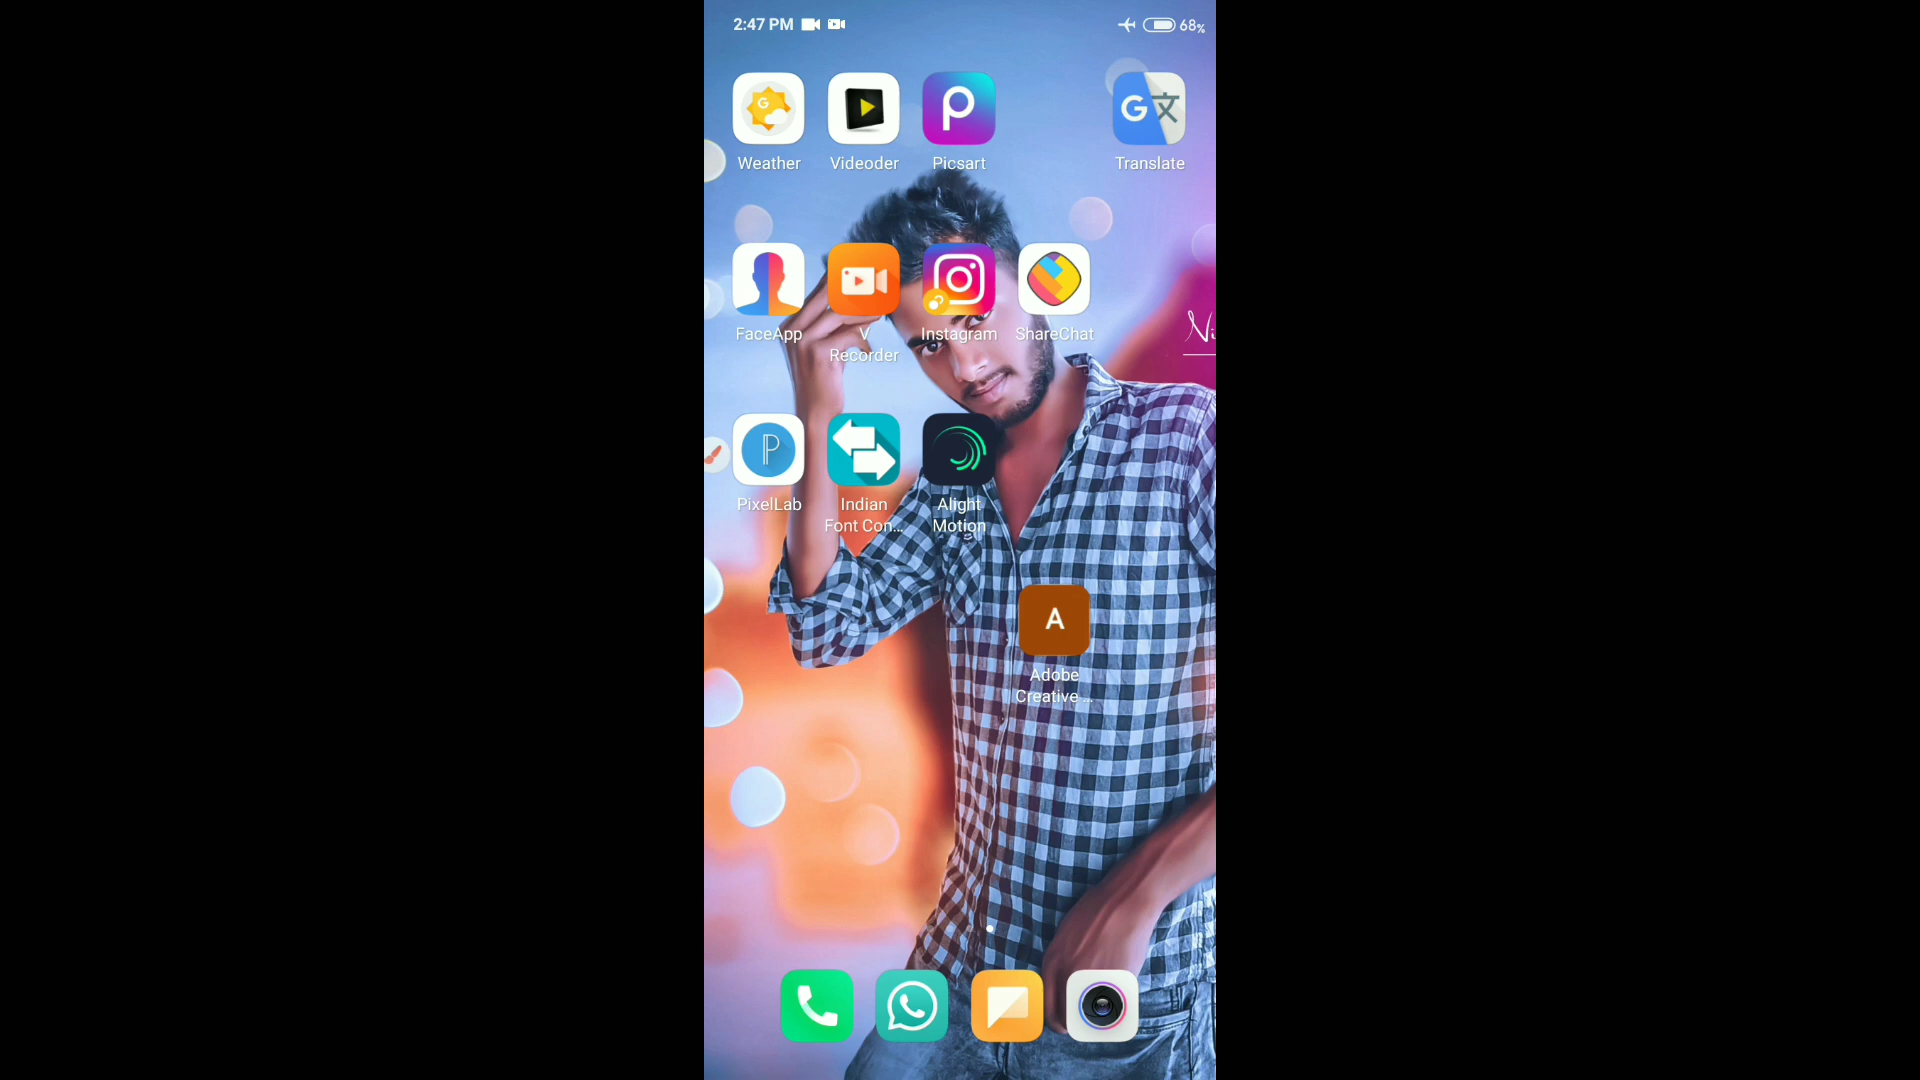 2:47 PM 68%
Weather Videoder Picsart Translate
FaceApp V Recorder Instagram ShareChat
PixelLab Indian Font Con... Alight Motion
A
Adobe Creative ...